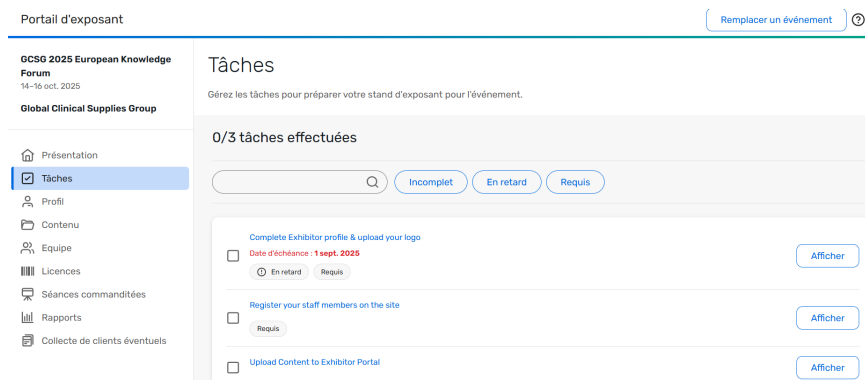 Portail d'exposant
Remplacer un événement
GCSG 2025 European Knowledge
Forum
14–16 oct. 2025
Global Clinical Supplies Group
Présentation
Tâches
Profil
Contenu
Equipe
Licences
Séances commanditées
Rapports
Collecte de clients éventuels
Tâches
Gérez les tâches pour préparer votre stand d'exposant pour l'événement.
0/3 tâches effectuées
Incomplet
En retard
Requis
Complete Exhibitor profile & upload your logo
Date d'échéance : 1 sept. 2025
En retard
Requis
Afficher
Register your staff members on the site
Requis
Afficher
Upload Content to Exhibitor Portal
Afficher